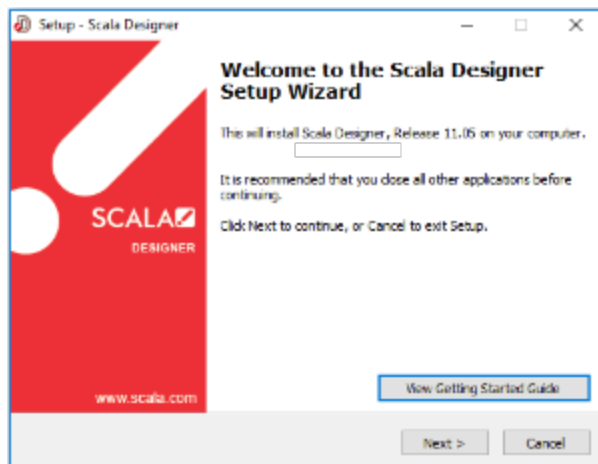 Setup - Scala Designer
Welcome to the Scala Designer
Setup Wizard
This will install Scala Designer, Release 11.05 on your computer.
It is recommended that you close all other applications before
continuing.
Click Next to continue, or Cancel to exit Setup.
SCALA
DESIGNER
www.scala.com
View Getting Started Guide
Next >
Cancel